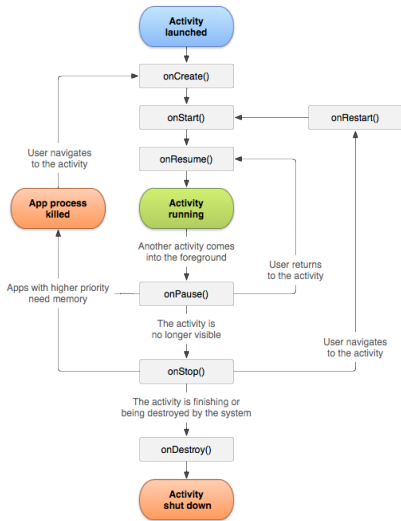 Activity
launched
onCreate()
onStart()
onRestart()
onResume()
User navigates
to the activity
App process
killed
Activity
running
Another activity comes
into the foreground
User returns
to the activity
Apps with higher priority
need memory
onPause()
The activity is
no longer visible
User navigates
to the activity
onStop()
The activity is finishing or
being destroyed by the system
onDestroy()
Activity
shut down